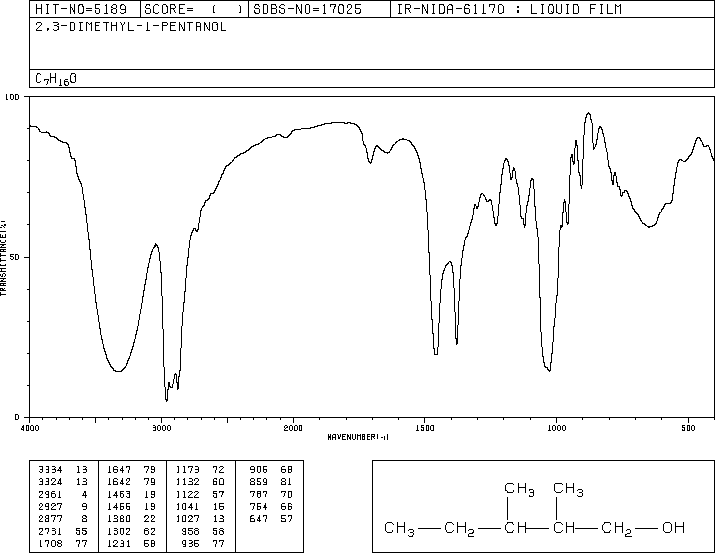 HIT-NO=5189 SCORE= ( ) SDBS-NO=17025 IR-NIDA-61170 : LIQUID FILM
2,3-DIMETHYL-1-PENTANOL
C7H16O
100
50
0
TRANSMITTANCE(%)
4000 3000 2000 1500 1000 500
WAVENUMBER(-1)
3334 13 1647 79 1173 72 906 68
3324 13 1642 79 1132 60 859 81
2961 4 1463 19 1122 57 787 70
2927 9 1456 19 1041 16 764 66
2877 8 1380 22 1027 13 647 57
2731 55 1302 62 958 58
1708 77 1231 58 936 77
CH3 CH3
CH3 CH2 CH CH CH2 OH